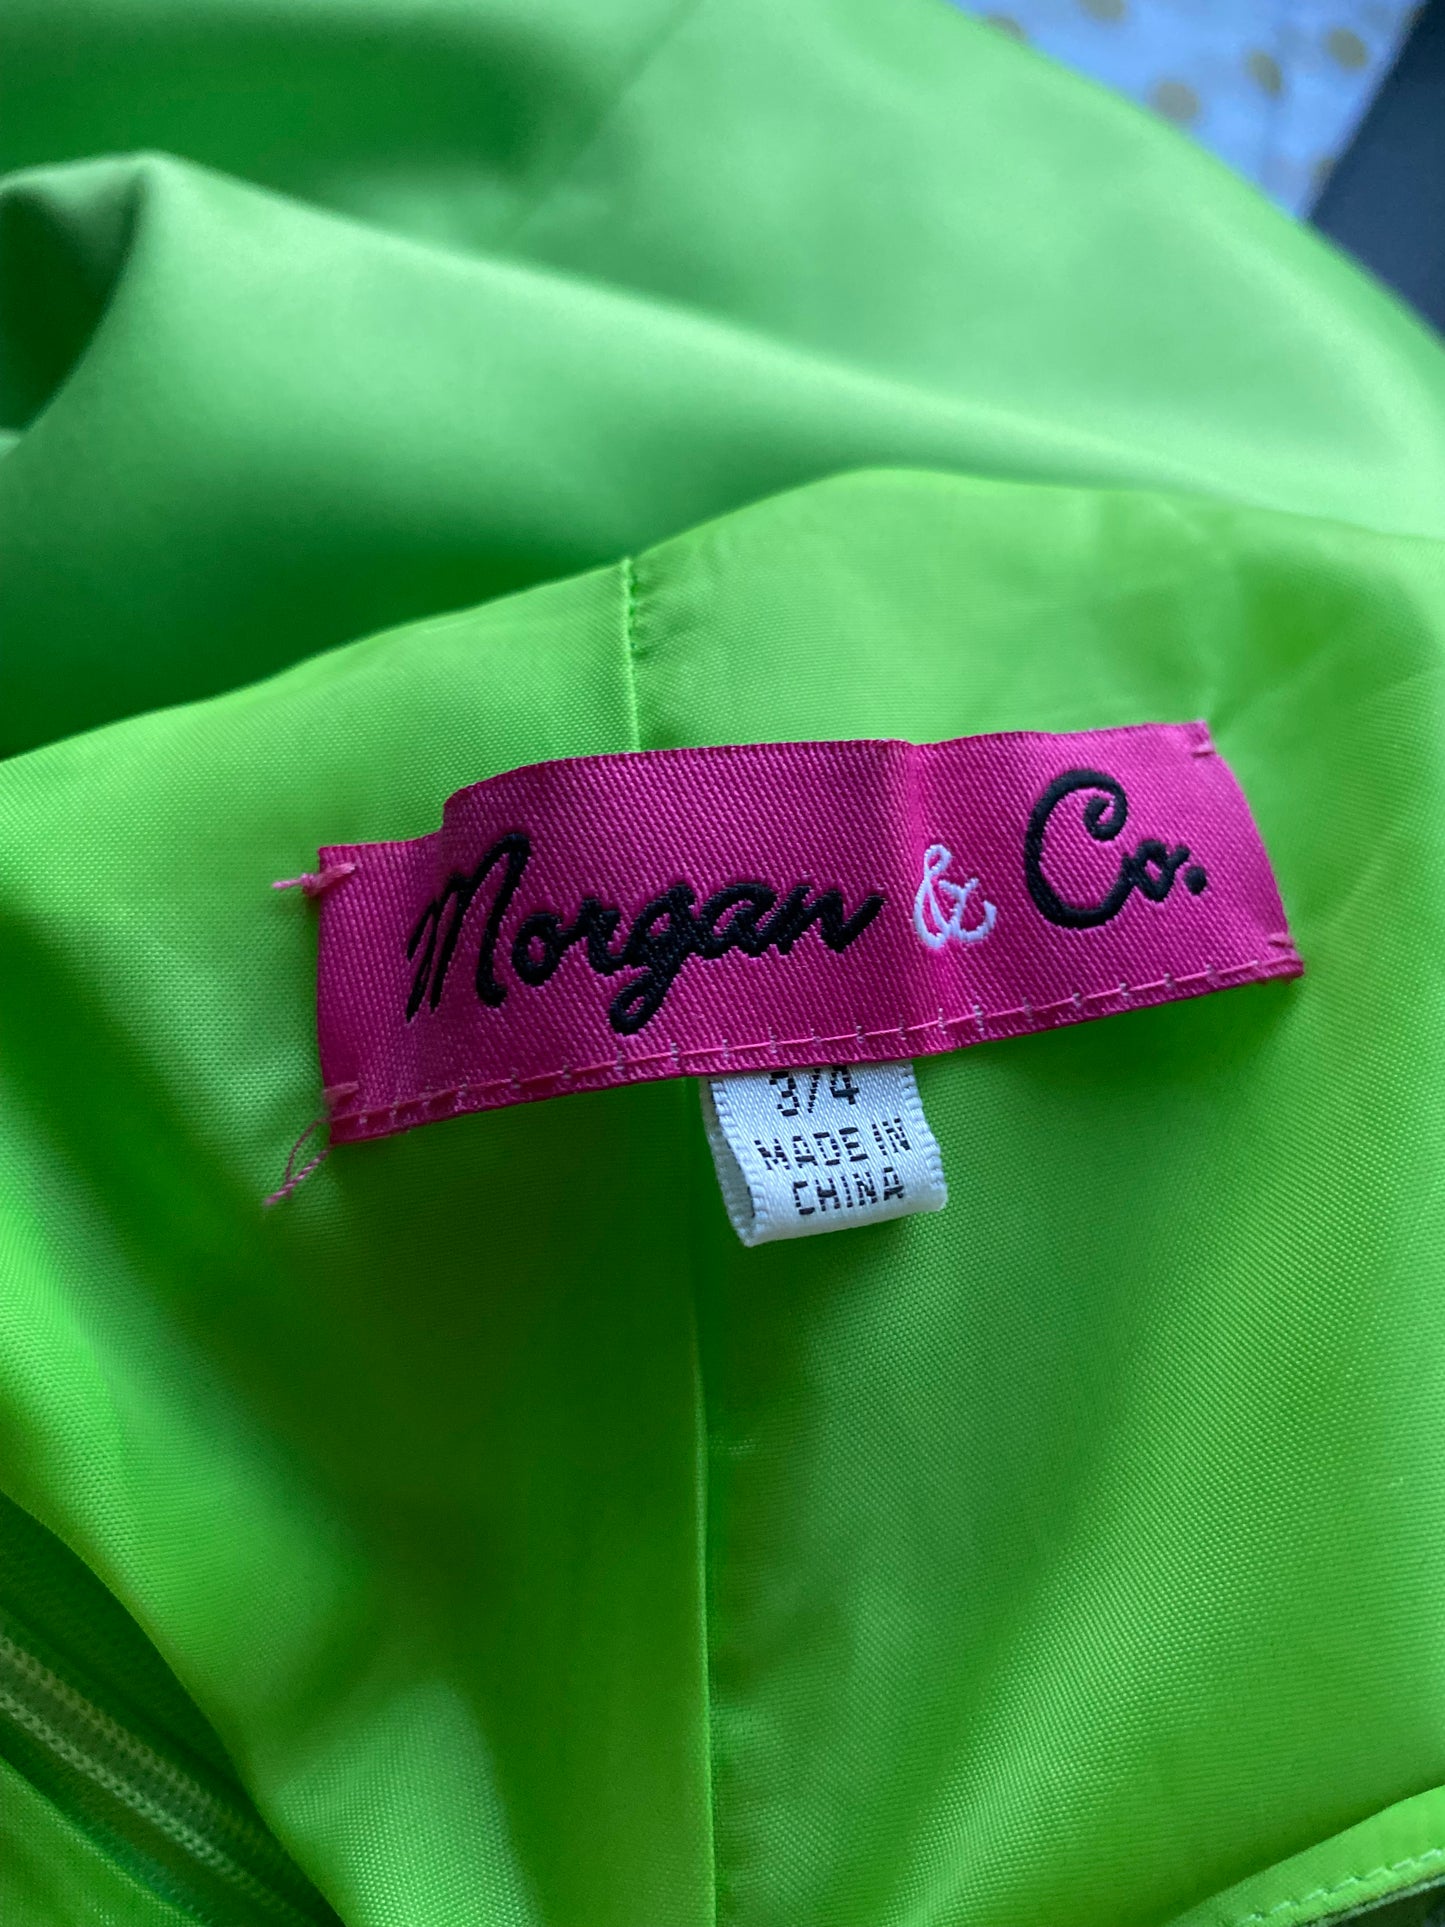 Morgan & Co.
3/4
MADE IN
CHINA